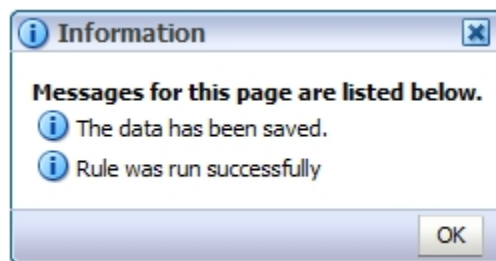 Information
Messages for this page are listed below.
The data has been saved.
Rule was run successfully
OK